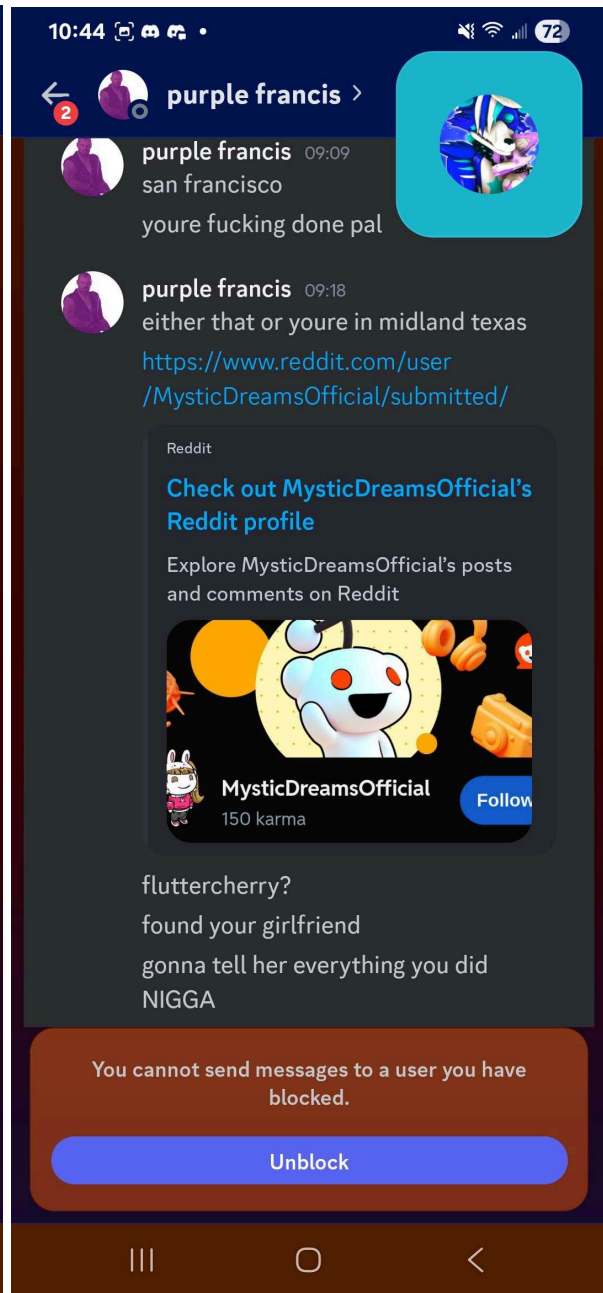 10:44
72
2
purple francis >
purple francis 09:09
san francisco
youre fucking done pal
purple francis 09:18
either that or youre in midland texas
https://www.reddit.com/user
/MysticDreamsOfficial/submitted/
Reddit
Check out MysticDreamsOfficial's
Reddit profile
Explore MysticDreamsOfficial's posts
and comments on Reddit
MysticDreamsOfficial
150 karma
Follow
fluttercherry?
found your girlfriend
gonna tell her everything you did
NIGGA
You cannot send messages to a user you have
blocked.
Unblock